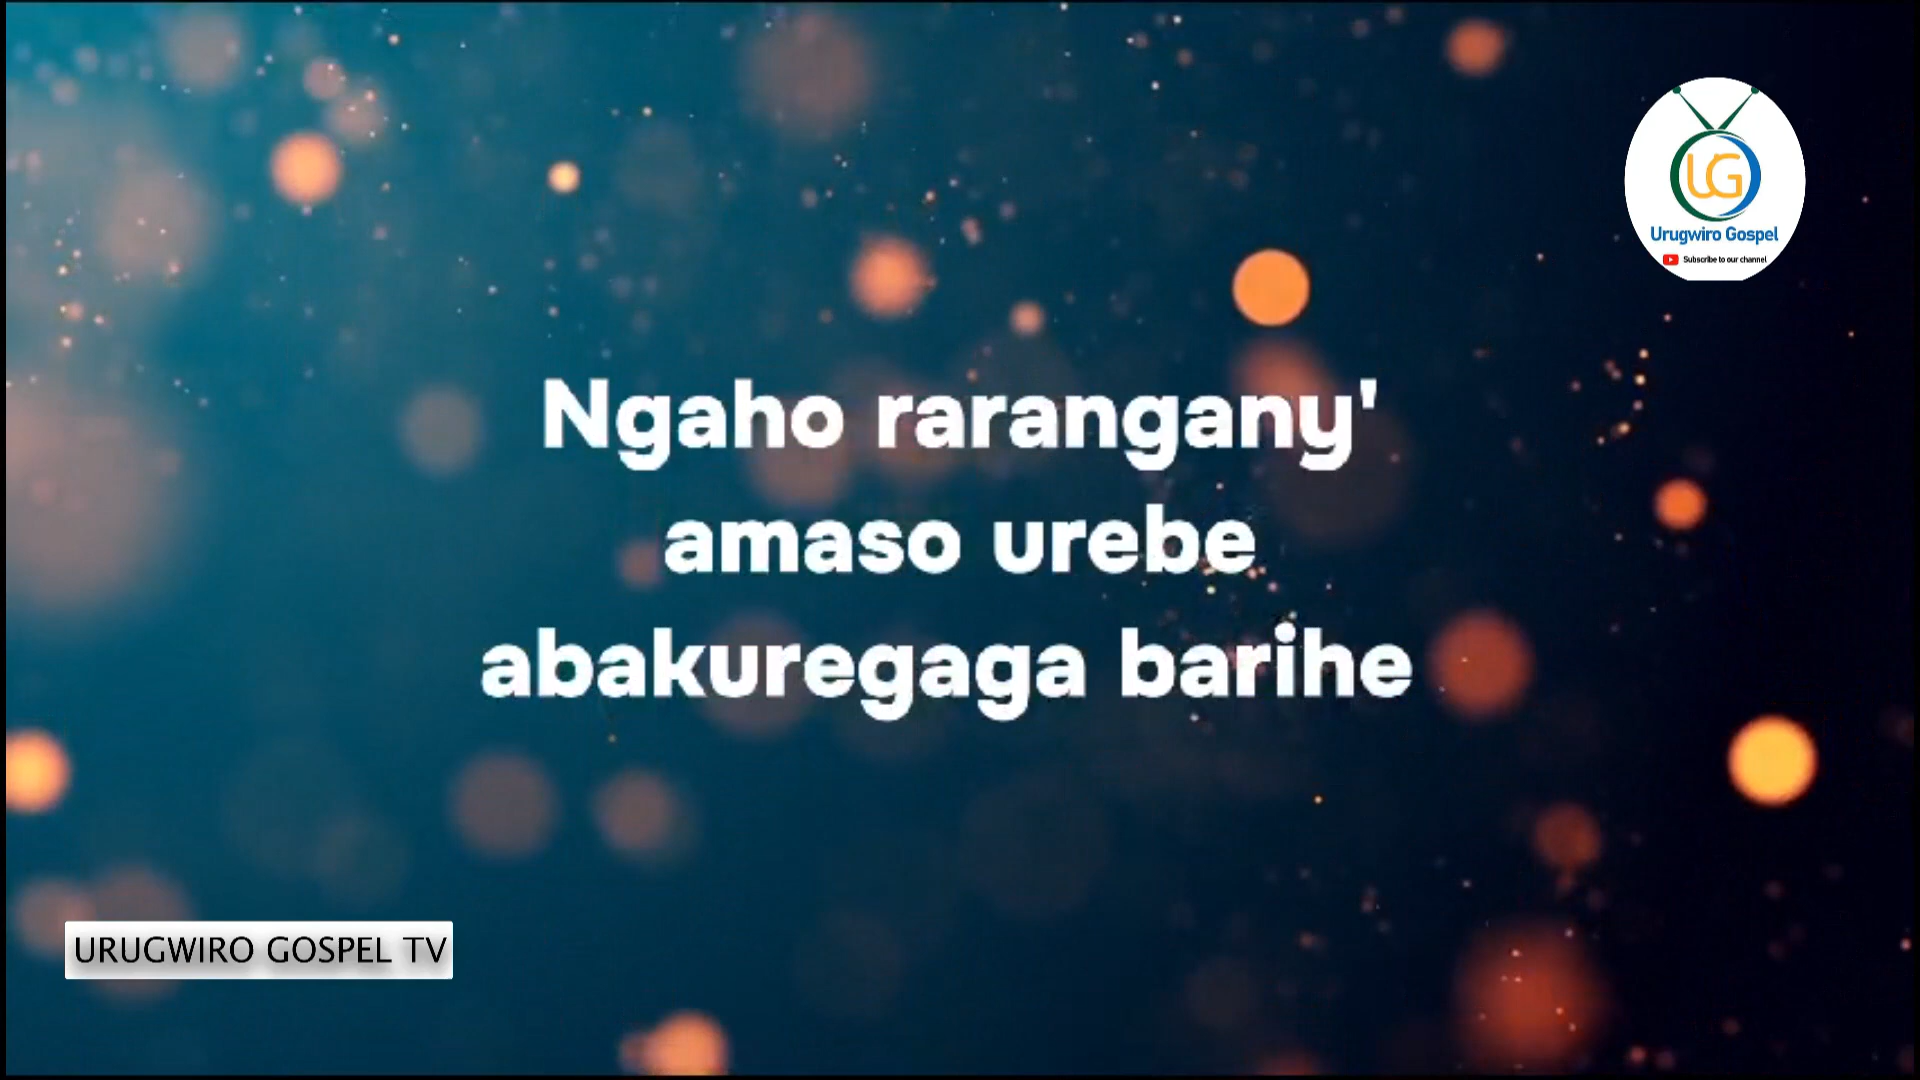 UG
Urugwiro Gospel
Subscribe to our channel
Ngaho rarangany'
amaso urebe
abakuregaga barihe
URUGWIRO GOSPEL TV